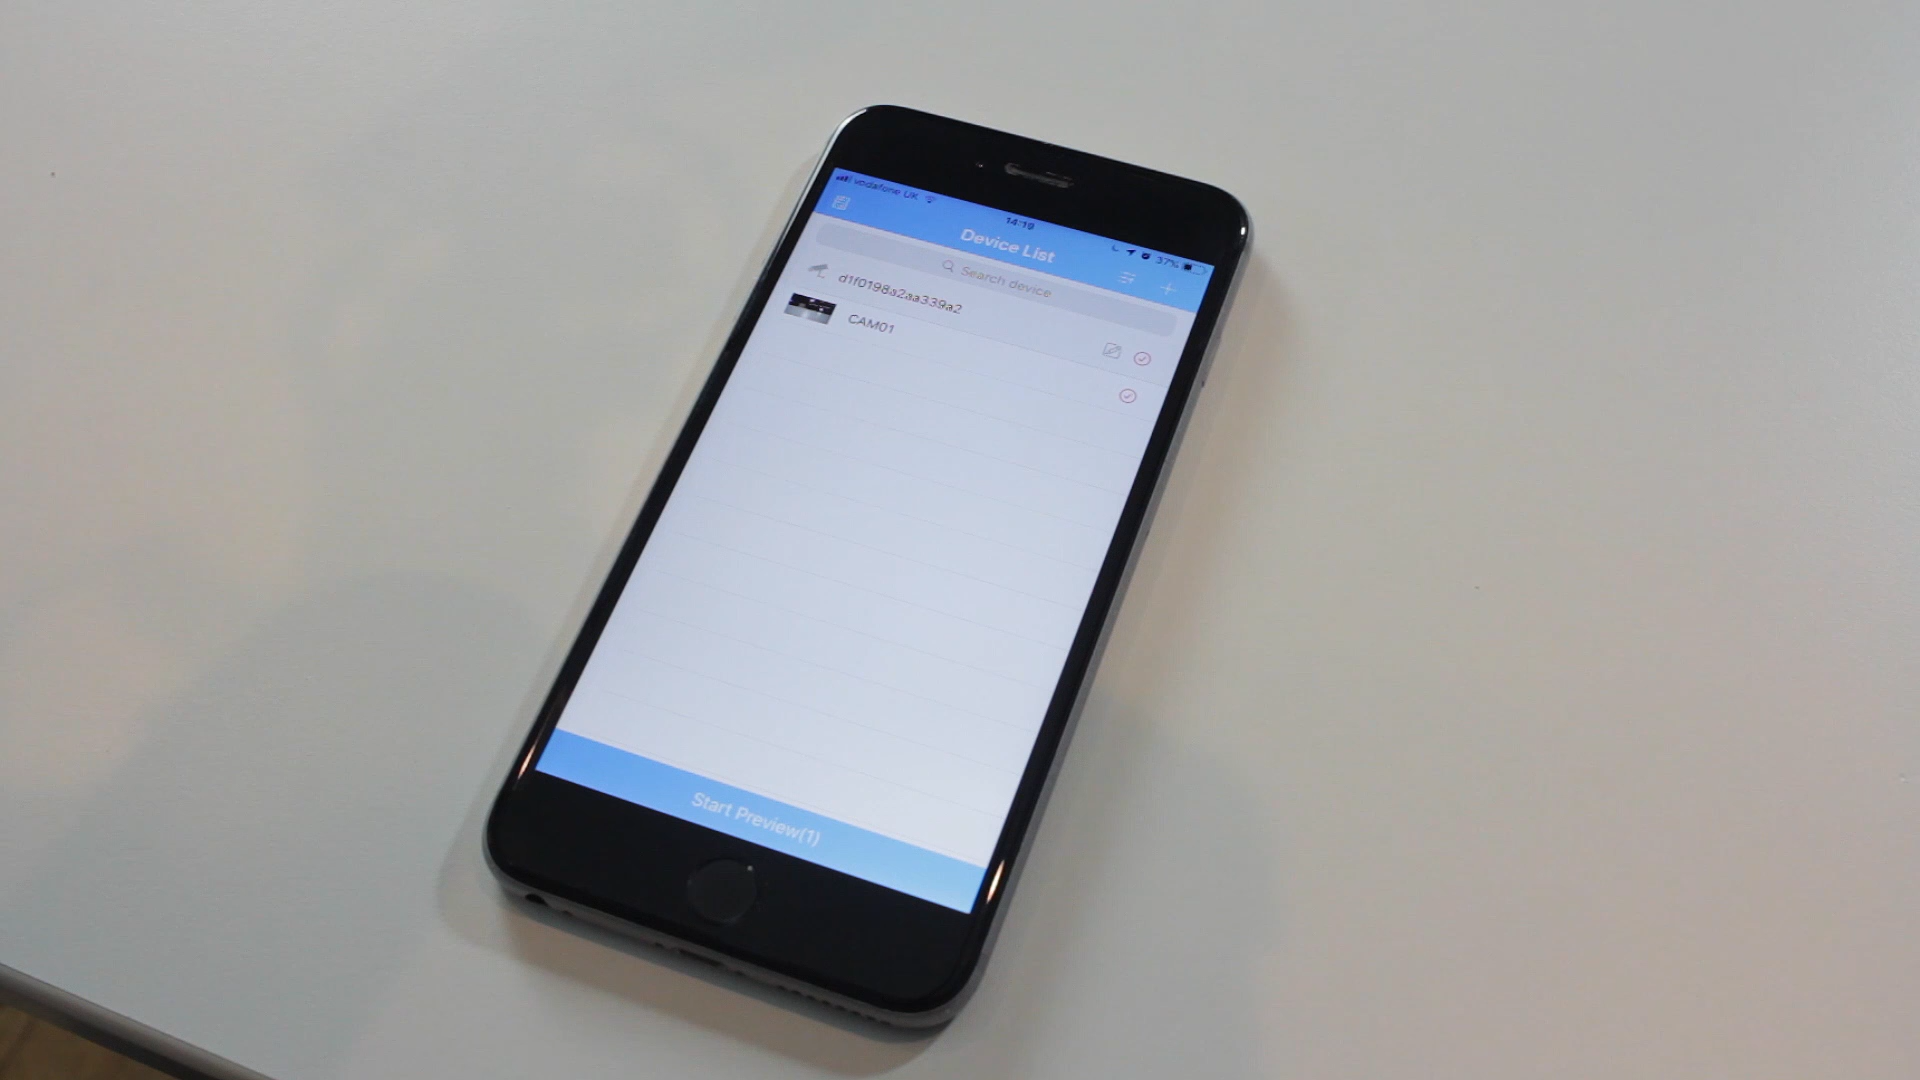 vodafone UK
14:19
37%
Device List
Search device
d1f0198a2aa339a2
CAM01
Start Preview(1)